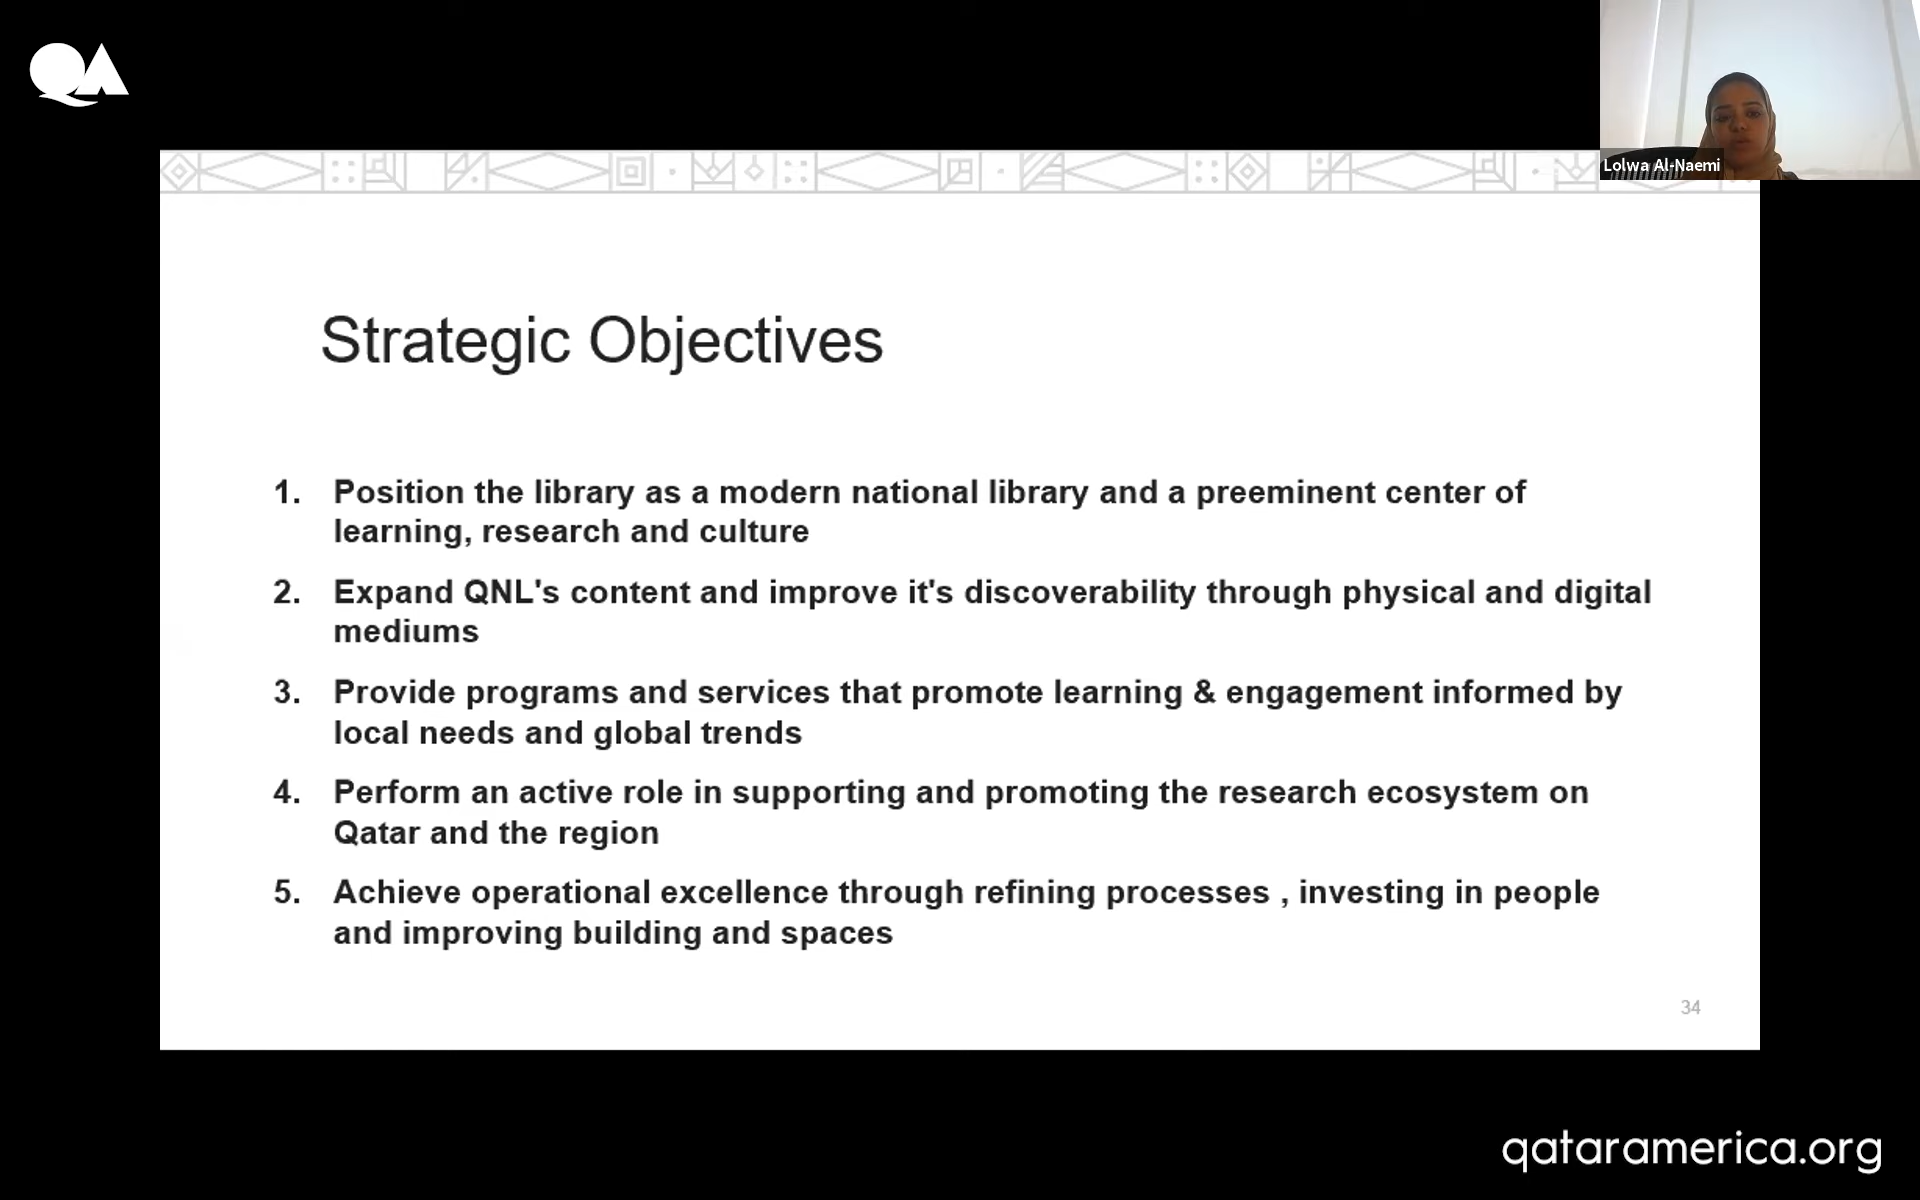 QA
Lolwa Al-Naemi
Strategic Objectives
1. Position the library as a modern national library and a preeminent center of
learning, research and culture
2. Expand QNL's content and improve it's discoverability through physical and digital
mediums
3. Provide programs and services that promote learning & engagement informed by
local needs and global trends
4. Perform an active role in supporting and promoting the research ecosystem on
Qatar and the region
5. Achieve operational excellence through refining processes , investing in people
and improving building and spaces
34
qataramerica.org